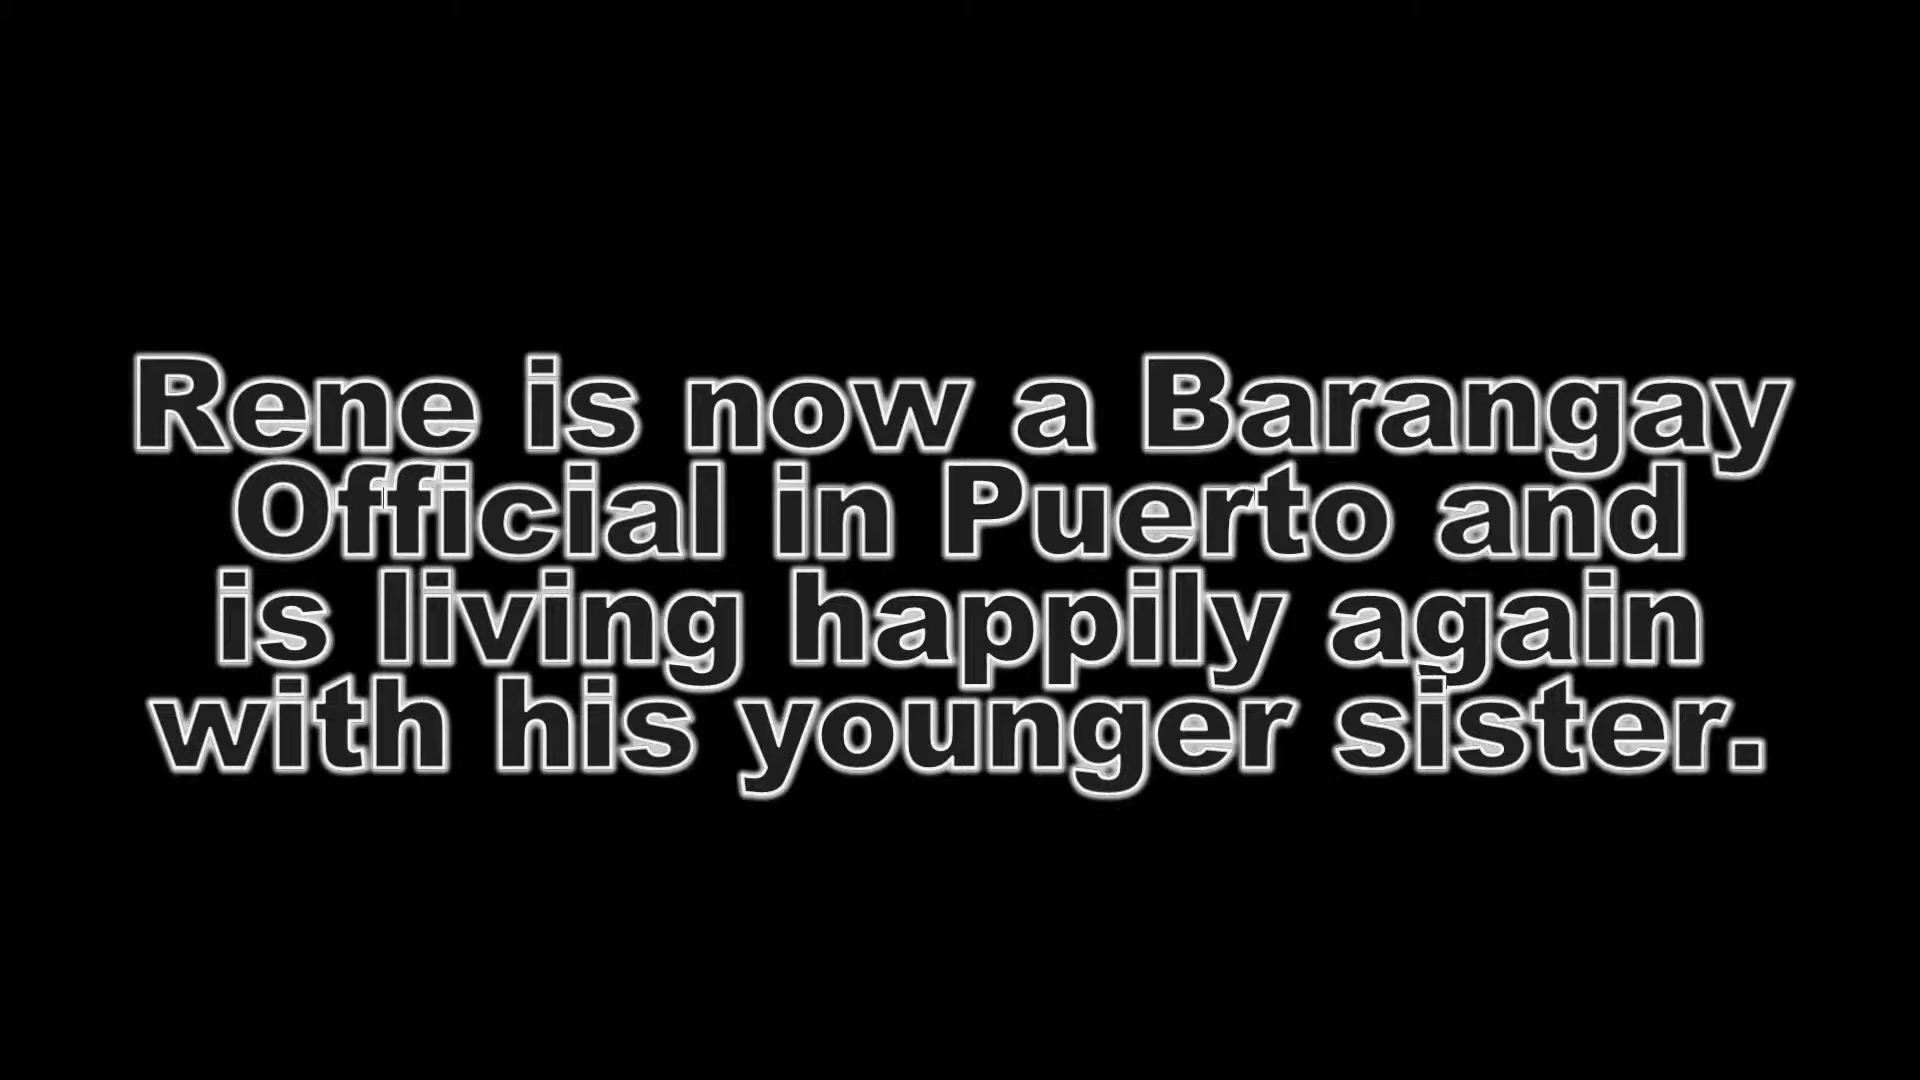 Rene is now a Barangay
Official in Puerto and
is living happily again
with his younger sister.